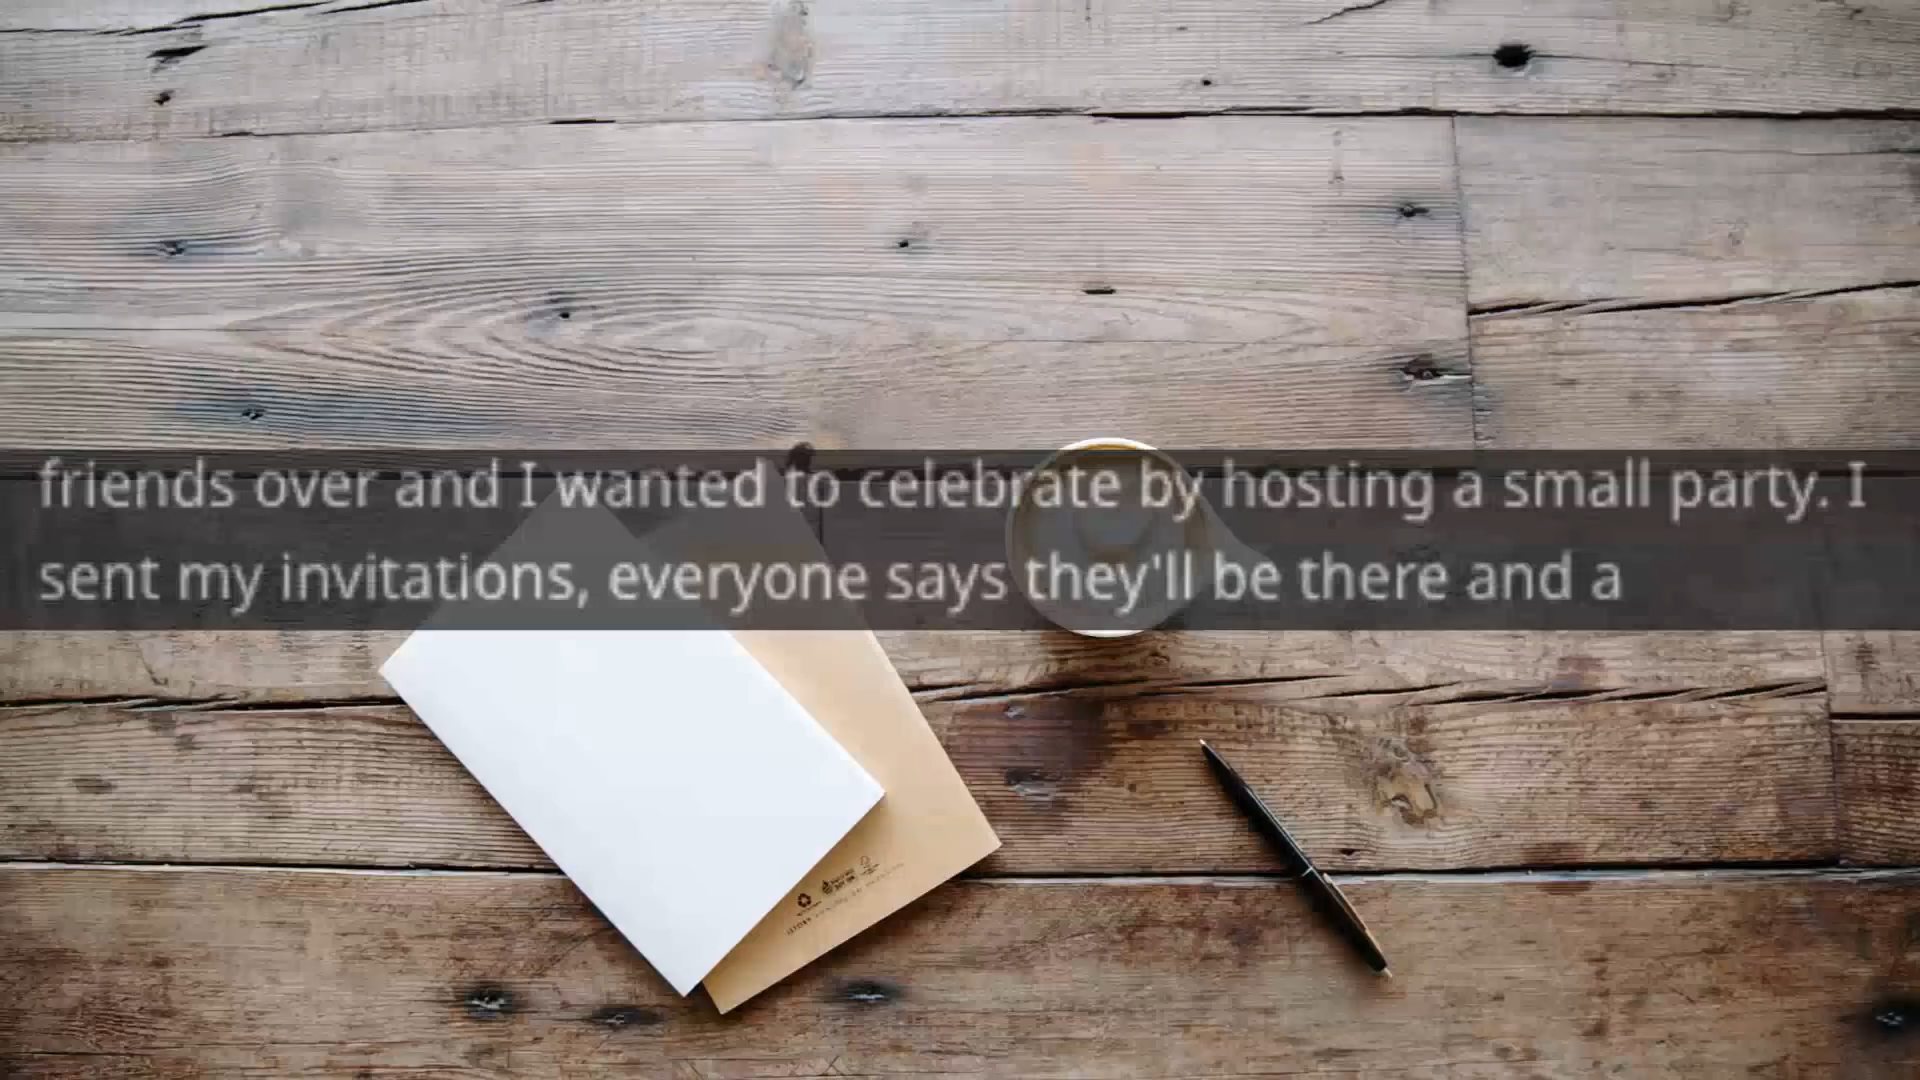 friends over and I wanted to celebrate by hosting a small party. I
sent my invitations, everyone says they'll be there and a